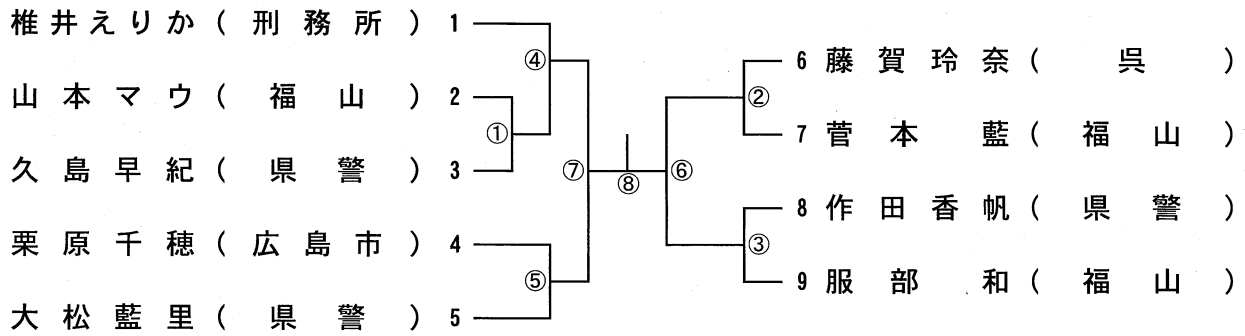 椎井えりか(刑務所) 1
山本マウ(福山) 2
久島早紀(県警) 3
栗原千穂(広島市) 4
大松藍里(県警) 5
④
①
⑤
⑦
⑧
⑥
②
③
6 藤賀玲奈(呉)
7 菅本藍(福山)
8 作田香帆(県警)
9 服部和(福山)